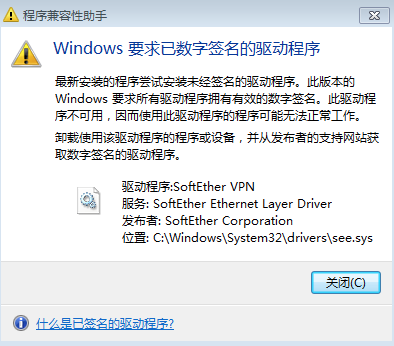 程序兼容性助手
Windows 要求已数字签名的驱动程序
最新安装的程序尝试安装未经签名的驱动程序。此版本的
Windows 要求所有驱动程序拥有有效的数字签名。此驱动程
序不可用，因而使用此驱动程序的程序可能无法正常工作。
卸载使用该驱动程序的程序或设备，并从发布者的支持网站获
取数字签名的驱动程序。
驱动程序:SoftEther VPN
服务: SoftEther Ethernet Layer Driver
发布者: SoftEther Corporation
位置: C:\Windows\System32\drivers\see.sys
关闭(C)
什么是已签名的驱动程序?